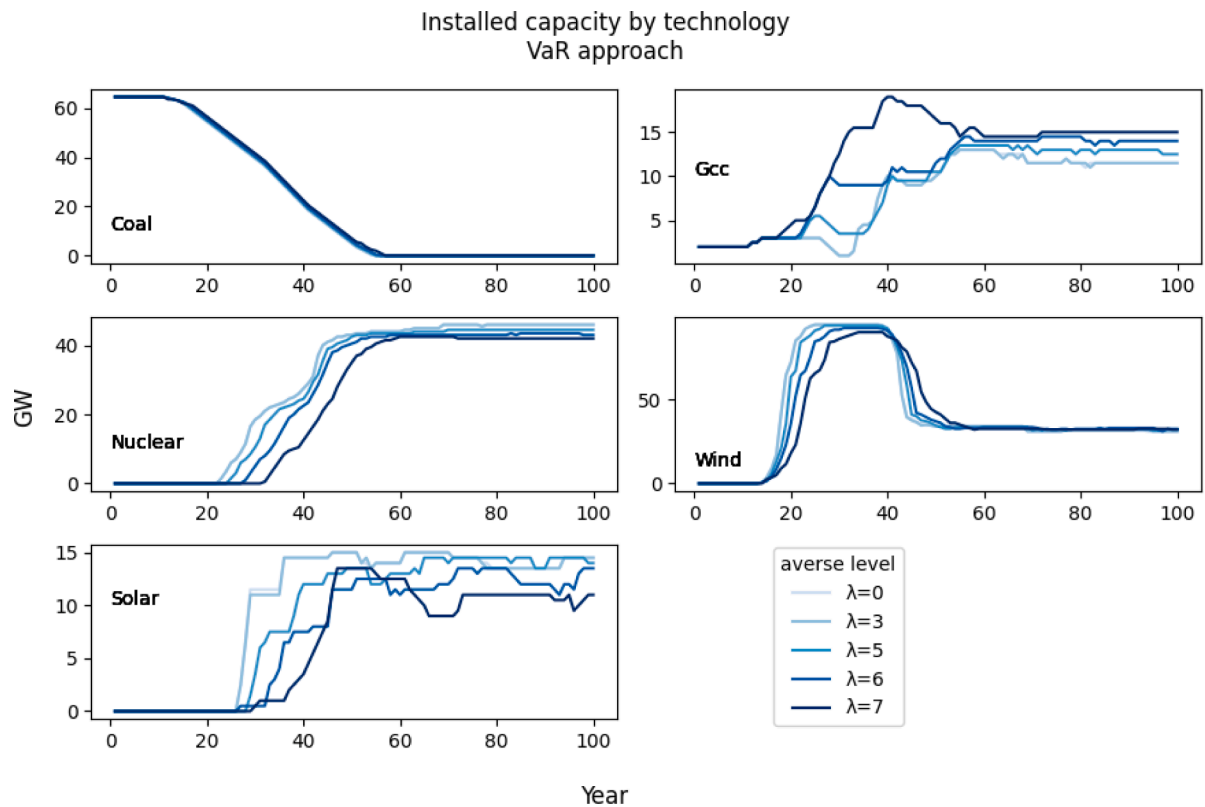 Installed capacity by technology
VaR approach
60
40
20
0
Coal
0 20 40 60 80 100
15
10
5
Gcc
0 20 40 60 80 100
GW
40
20
0
Nuclear
0 20 40 60 80 100
50
0
Wind
0 20 40 60 80 100
15
10
5
0
Solar
0 20 40 60 80 100
averse level
λ=0
λ=3
λ=5
λ=6
λ=7
Year